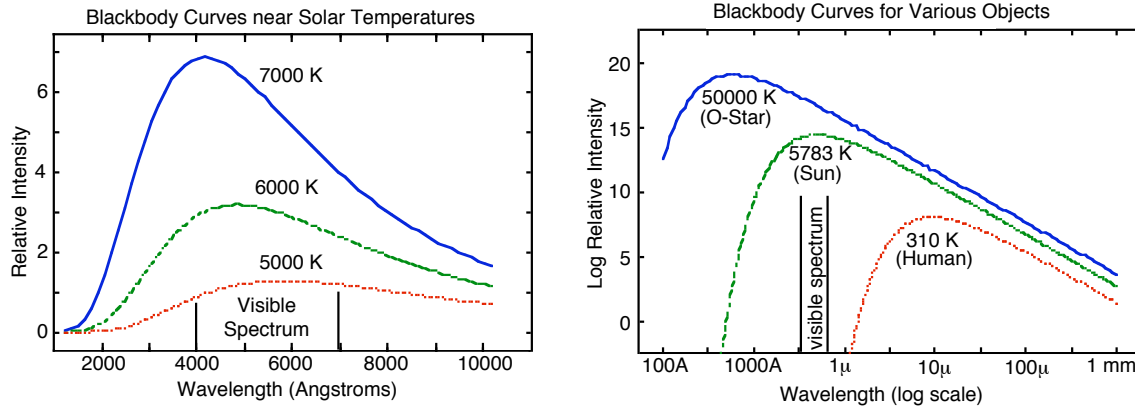 Blackbody Curves near Solar Temperatures
Relative Intensity
6
4
2
0
7000 K
6000 K
5000 K
Visible
Spectrum
2000 4000 6000 8000 10000
Wavelength (Angstroms)
Blackbody Curves for Various Objects
Log Relative Intensity
20
15
10
5
0
50000 K
(O-Star)
5783 K
(Sun)
visible spectrum
310 K
(Human)
100A 1000A 1μ 10μ 100μ 1 mm
Wavelength (log scale)